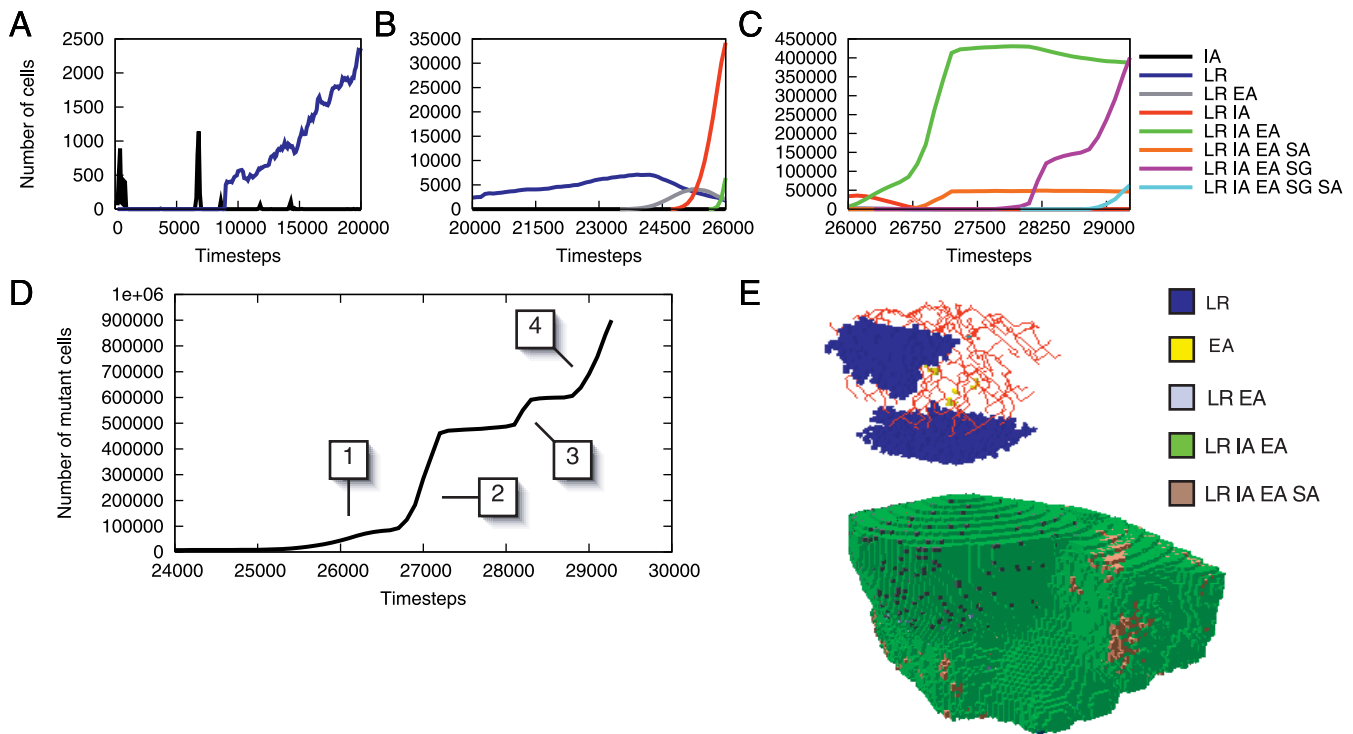 A
Number of cells
2500
2000
1500
1000
500
0
0 5000 10000 15000 20000
Timesteps
B
35000
30000
25000
20000
15000
10000
5000
0
20000 21500 23000 24500 26000
Timesteps
C
450000
400000
350000
300000
250000
200000
150000
100000
50000
0
26000 26750 27500 28250 29000
Timesteps
IA
LR
LR EA
LR IA
LR IA EA
LR IA EA SA
LR IA EA SG
LR IA EA SG SA
D
Number of mutant cells
1e+06
900000
800000
700000
600000
500000
400000
300000
200000
100000
0
1
2
3
4
24000 25000 26000 27000 28000 29000 30000
Timesteps
E
LR
EA
LR EA
LR IA EA
LR IA EA SA